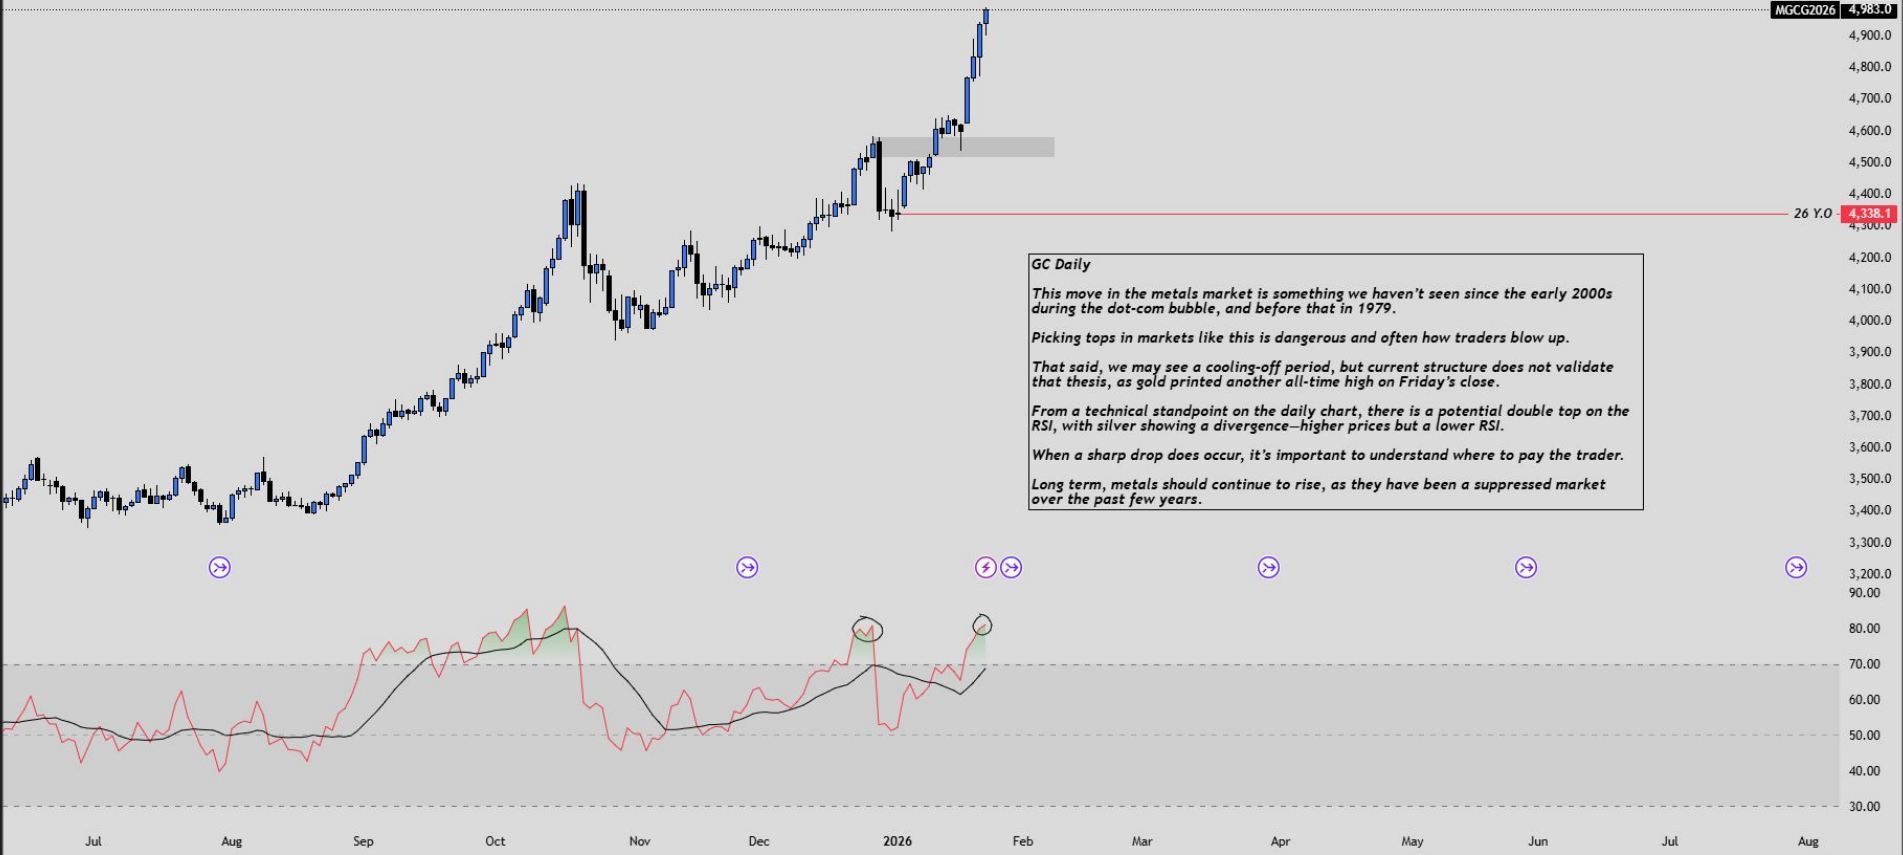 MGCG2026 4,983.0
4,900.0
4,800.0
4,700.0
4,600.0
4,500.0
4,400.0
26 Y.O 4,338.1
4,300.0
4,200.0
4,100.0
4,000.0
3,900.0
3,800.0
3,700.0
3,600.0
3,500.0
3,400.0
3,300.0
3,200.0
GC Daily
This move in the metals market is something we haven't seen since the early 2000s
during the dot-com bubble, and before that in 1979.
Picking tops in markets like this is dangerous and often how traders blow up.
That said, we may see a cooling-off period, but current structure does not validate
that thesis, as gold printed another all-time high on Friday's close.
From a technical standpoint on the daily chart, there is a potential double top on the
RSI, with silver showing a divergence—higher prices but a lower RSI.
When a sharp drop does occur, it's important to understand where to pay the trader.
Long term, metals should continue to rise, as they have been a suppressed market
over the past few years.
90.00
80.00
70.00
60.00
50.00
40.00
30.00
Jul Aug Sep Oct Nov Dec 2026 Feb Mar Apr May Jun Jul Aug